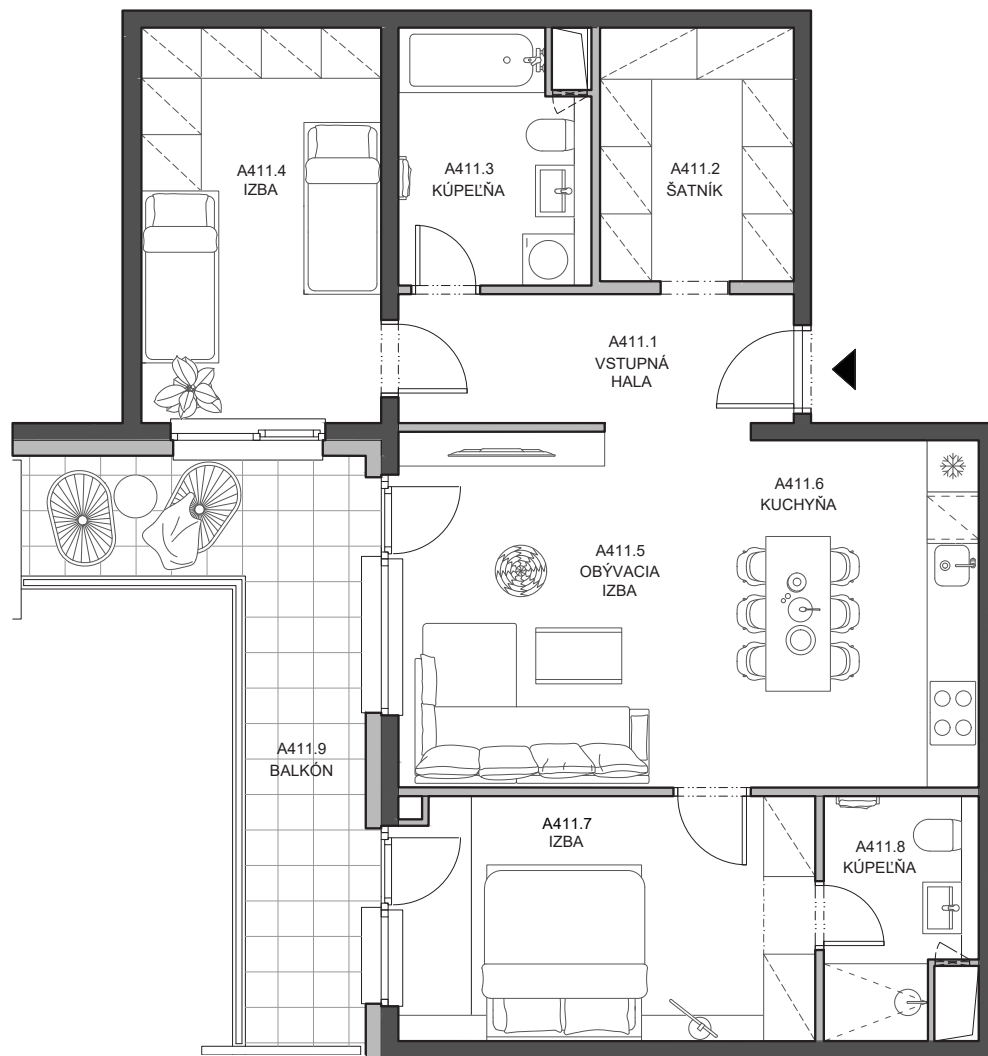 A411.4
IZBA
A411.3
KÚPEĽŇA
A411.2
ŠATNÍK
A411.1
VSTUPNÁ
HALA
A411.6
KUCHYŇA
A411.5
OBÝVACIA
IZBA
A411.9
BALKÓN
A411.7
IZBA
A411.8
KÚPEĽŇA